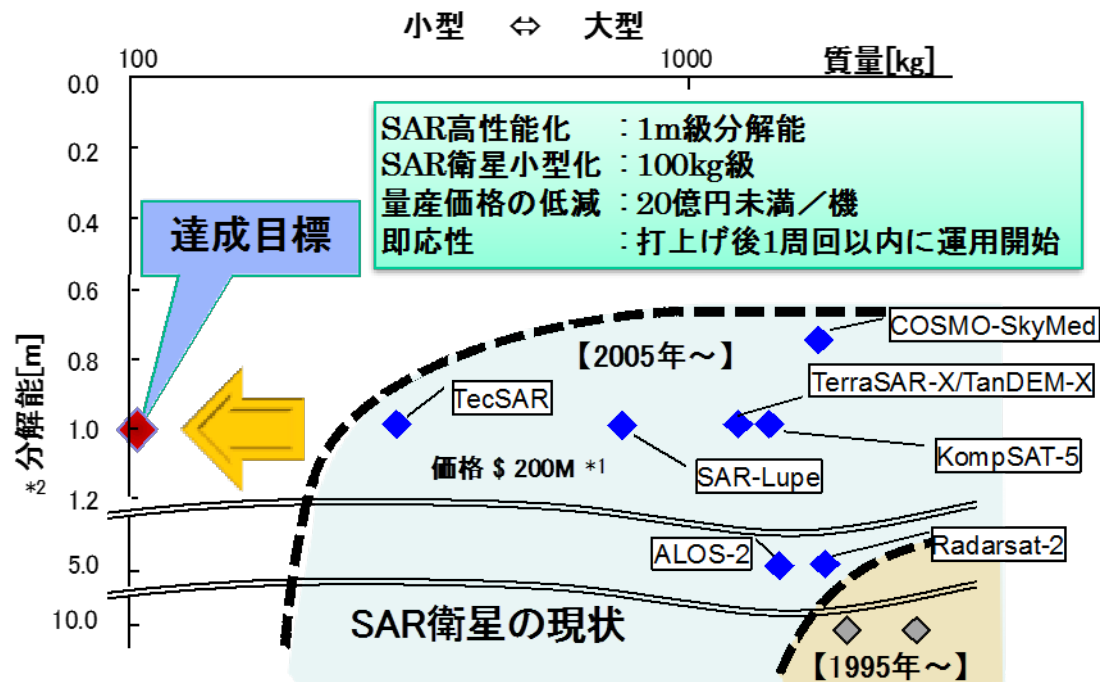 小型 ⇔ 大型
100
1000
質量[kg]
0.0
0.2
0.4
0.6
0.8
1.0
1.2
5.0
10.0
*2 分解能[m]
SAR高性能化 :1m級分解能
SAR衛星小型化 :100kg級
量産価格の低減 :20億円未満/機
即応性 :打上げ後1周回以内に運用開始
達成目標
COSMO-SkyMed
【2005年~】
TerraSAR-X/TanDEM-X
TecSAR
KompSAT-5
価格 $ 200M *1
SAR-Lupe
ALOS-2
Radarsat-2
SAR衛星の現状
【1995年~】